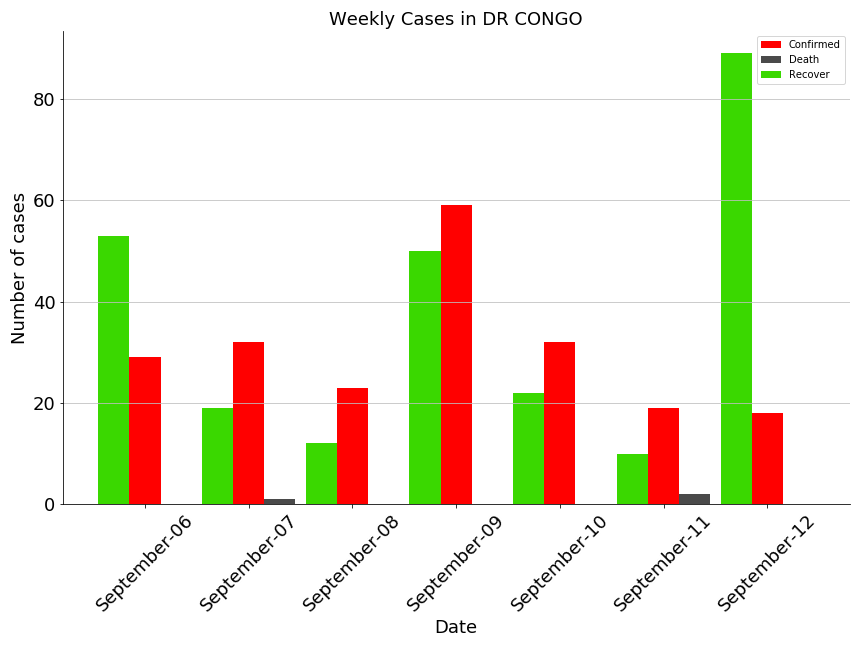 Weekly Cases in DR CONGO
Confirmed
Death
Recover
Number of cases
80
60
40
20
0
September-06
September-07
September-08
September-09
September-10
September-11
September-12
Date